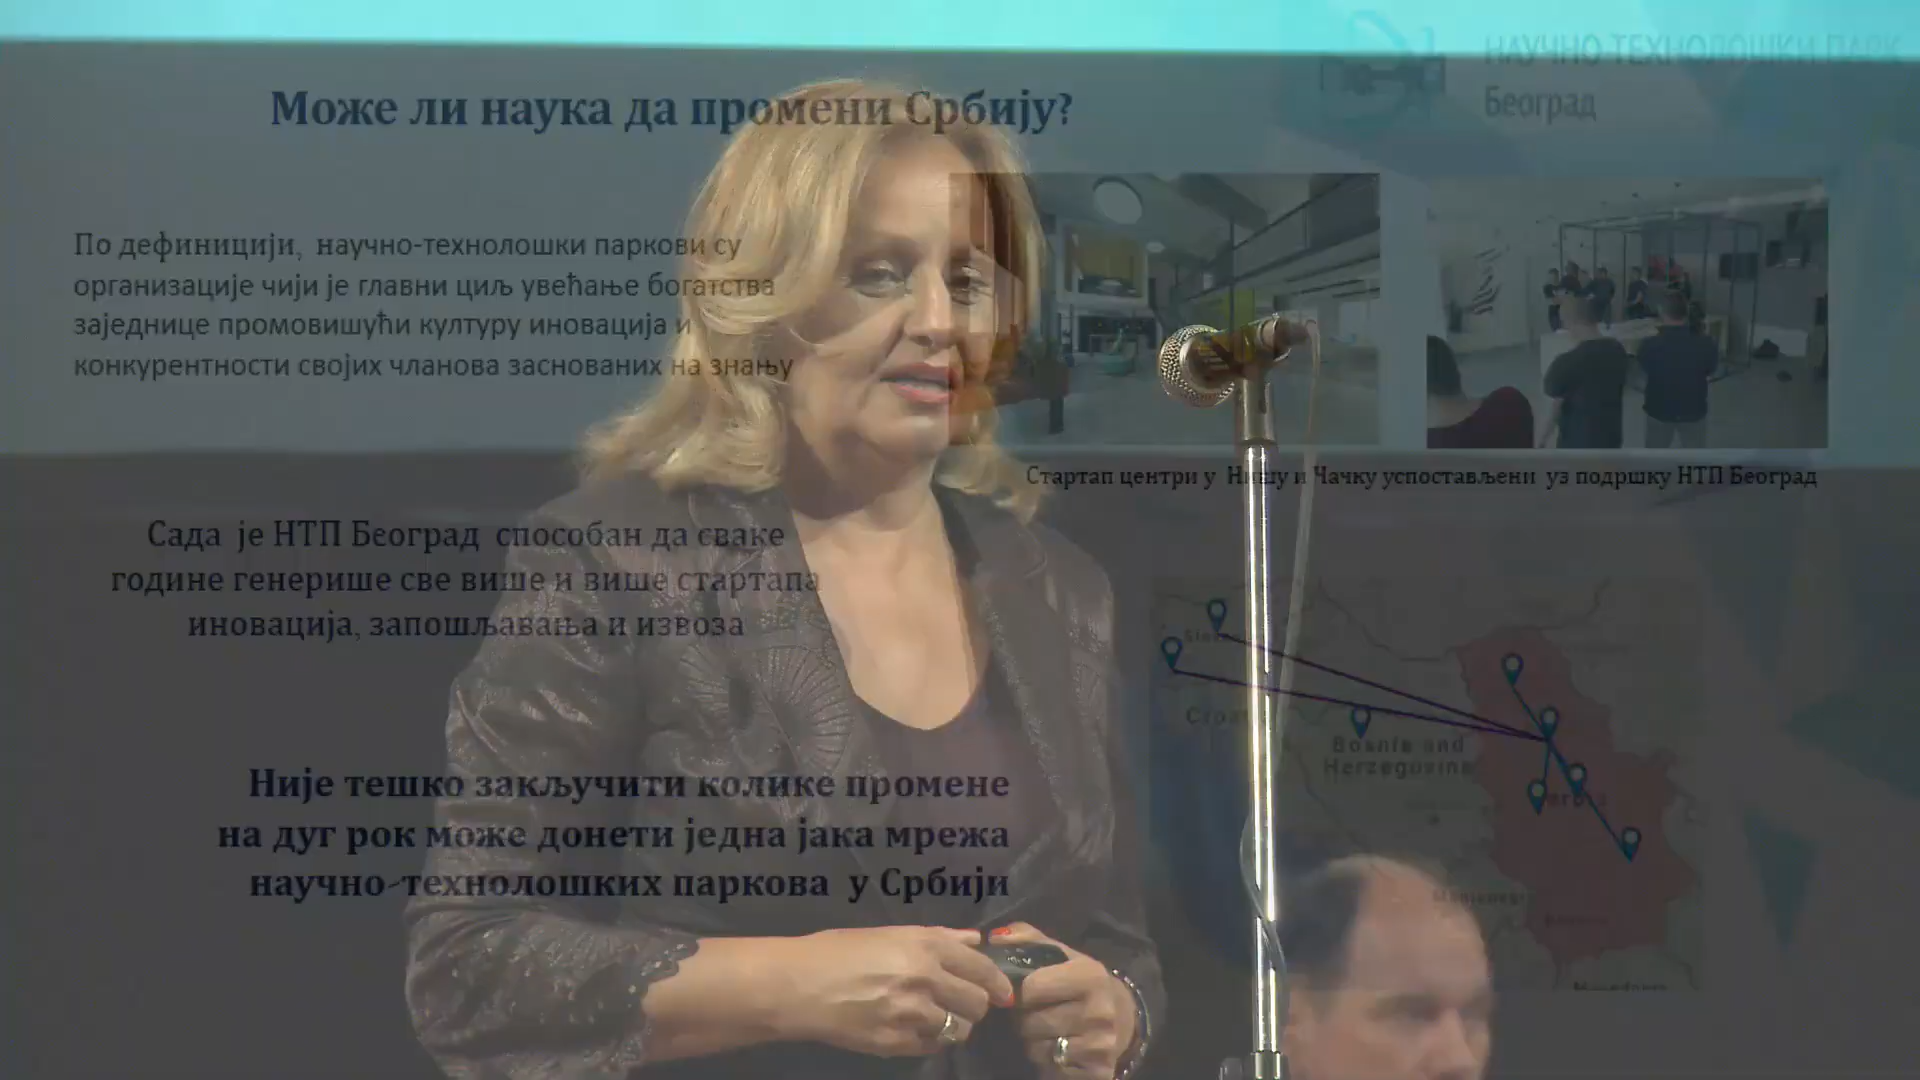 НАУЧНО ТЕХНОЛОШКИ ПАРК
Београд
Може ли наука да промени Србију?
По дефиницији, научно-технолошки паркови су
организације чији је главни циљ увећање богатства
заједнице промовишући културу иновација и
конкурентности својих чланова заснованих на знању
Стартап центри у Нишу и Чачку успостављени уз подршку НТП Београд
Сада је НТП Београд способан да сваке
године генерише све више и више стартапа
иновација, запошљавања и извоза
Није тешко закључити колике промене
на дуг рок може донети једна јака мрежа
научно-технолошких паркова у Србији
Bosnia and
Herzegovina